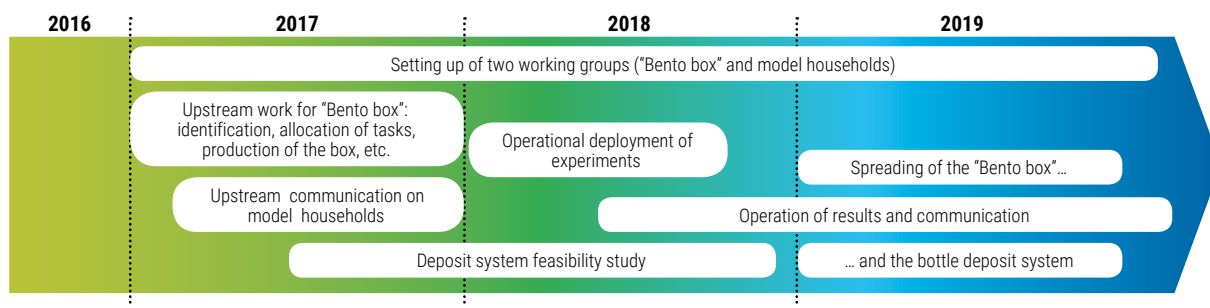 2016 2017 2018 2019
Setting up of two working groups (“Bento box” and model households)
Upstream work for “Bento box”:
identification, allocation of tasks,
production of the box, etc.
Operational deployment of
experiments
Spreading of the “Bento box”…
Upstream communication on
model households
Operation of results and communication
Deposit system feasibility study
… and the bottle deposit system